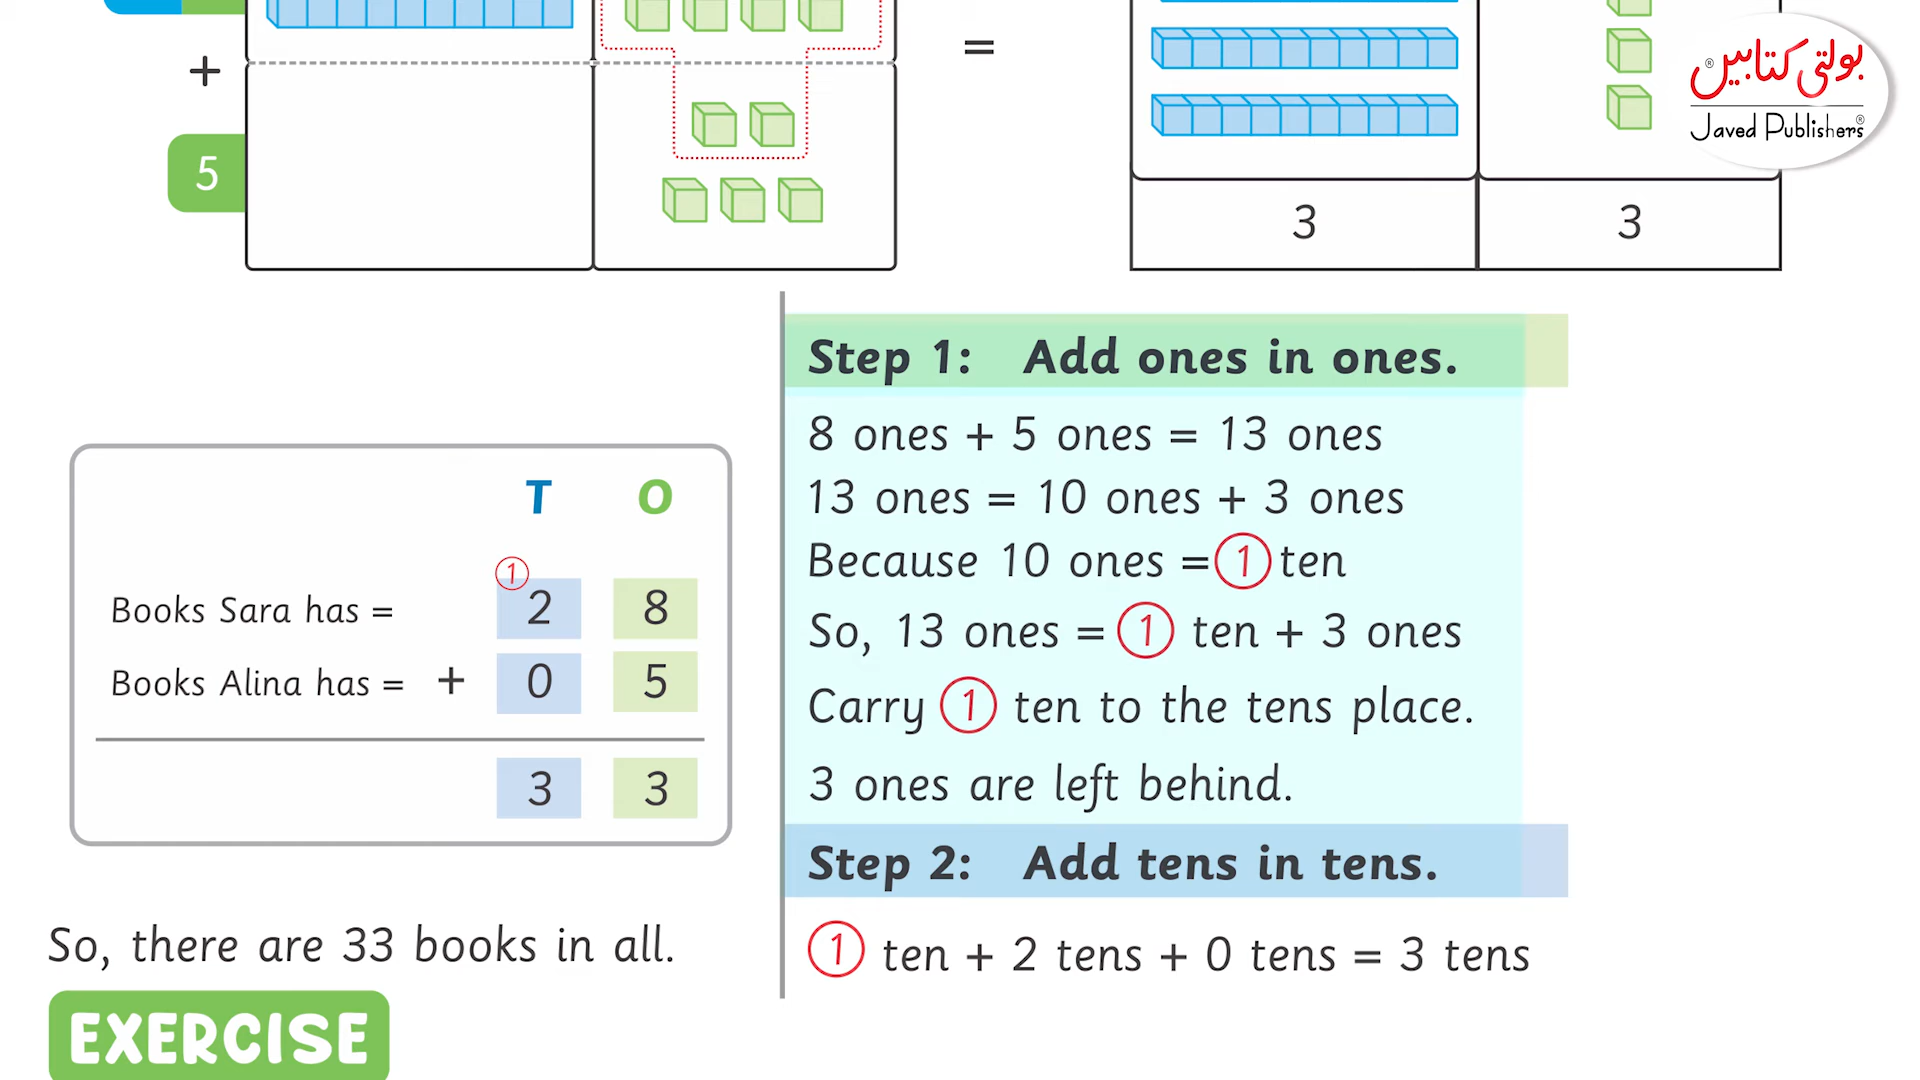 +
=
بولتی کتابیں®
Javed Publishers®
5
3 3
Step 1: Add ones in ones.
8 ones + 5 ones = 13 ones
13 ones = 10 ones + 3 ones
Because 10 ones = 1 ten
So, 13 ones = 1 ten + 3 ones
Carry 1 ten to the tens place.
3 ones are left behind.
Step 2: Add tens in tens.
1 ten + 2 tens + 0 tens = 3 tens
T O
1
Books Sara has = 2 8
Books Alina has = + 0 5
3 3
So, there are 33 books in all.
EXERCISE